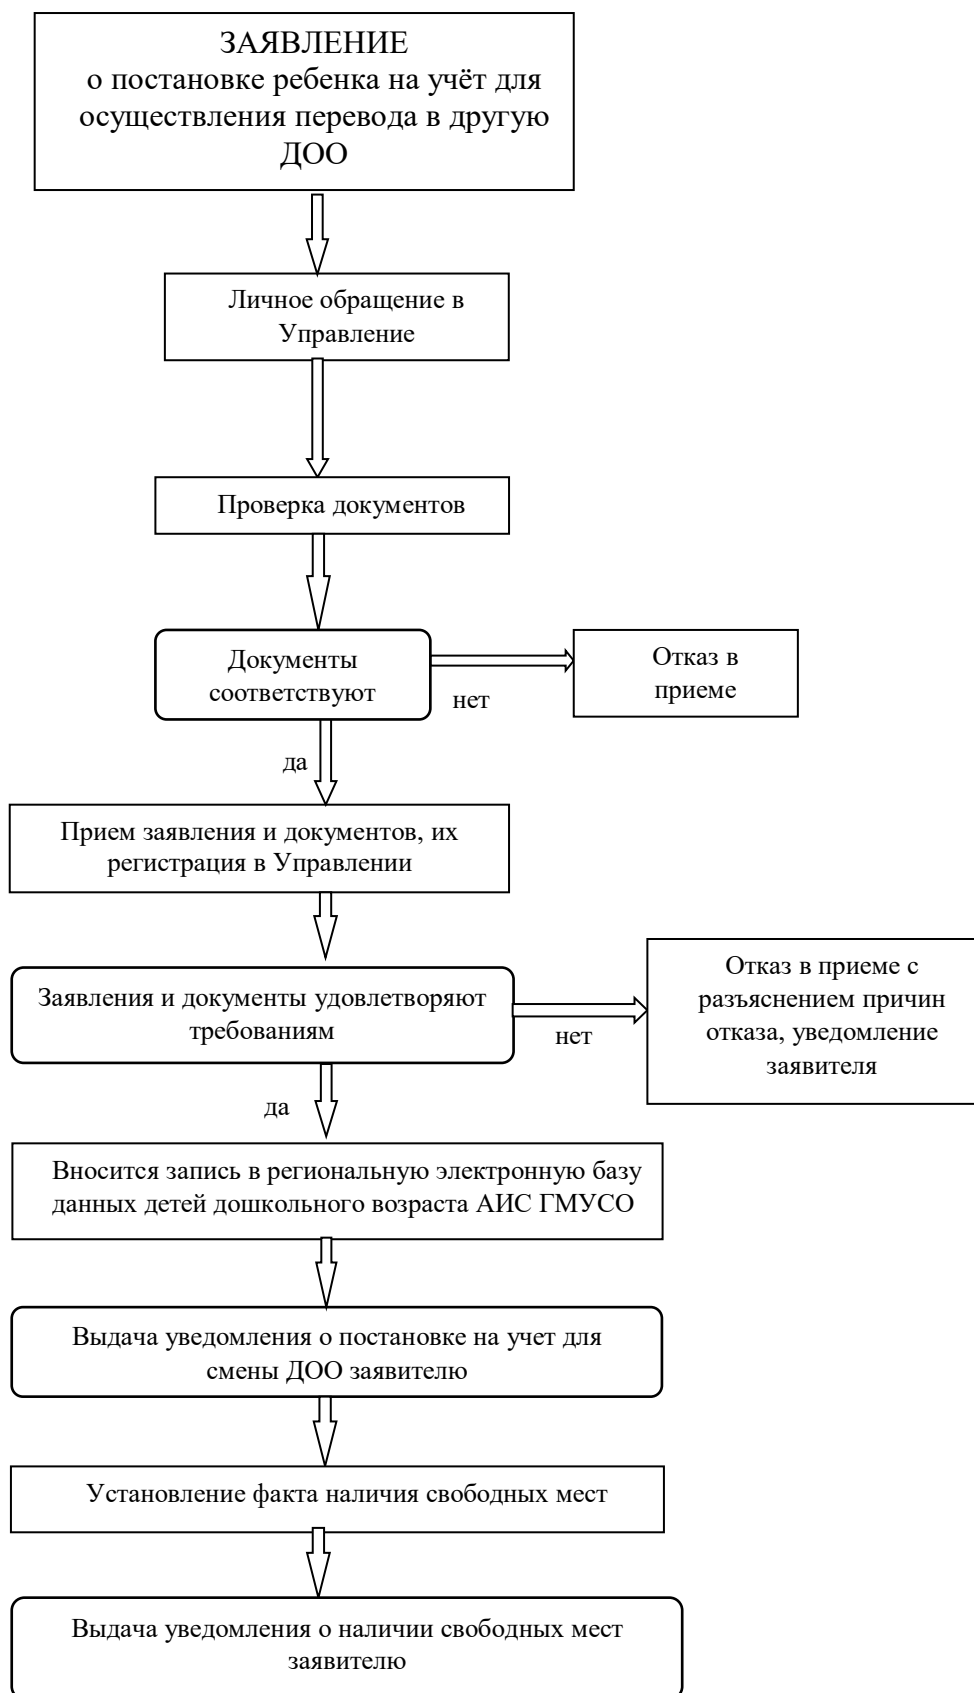 ЗАЯВЛЕНИЕ
о постановке ребенка на учёт для
осуществления перевода в другую
ДОО
Личное обращение в
Управление
Проверка документов
Документы
соответствуют
нет
Отказ в
приеме
да
Прием заявления и документов, их
регистрация в Управлении
Заявления и документы удовлетворяют
требованиям
нет
Отказ в приеме с
разъяснением причин
отказа, уведомление
заявителя
да
Вносится запись в региональную электронную базу
данных детей дошкольного возраста АИС ГМУСО
Выдача уведомления о постановке на учет для
смены ДОО заявителю
Установление факта наличия свободных мест
Выдача уведомления о наличии свободных мест
заявителю